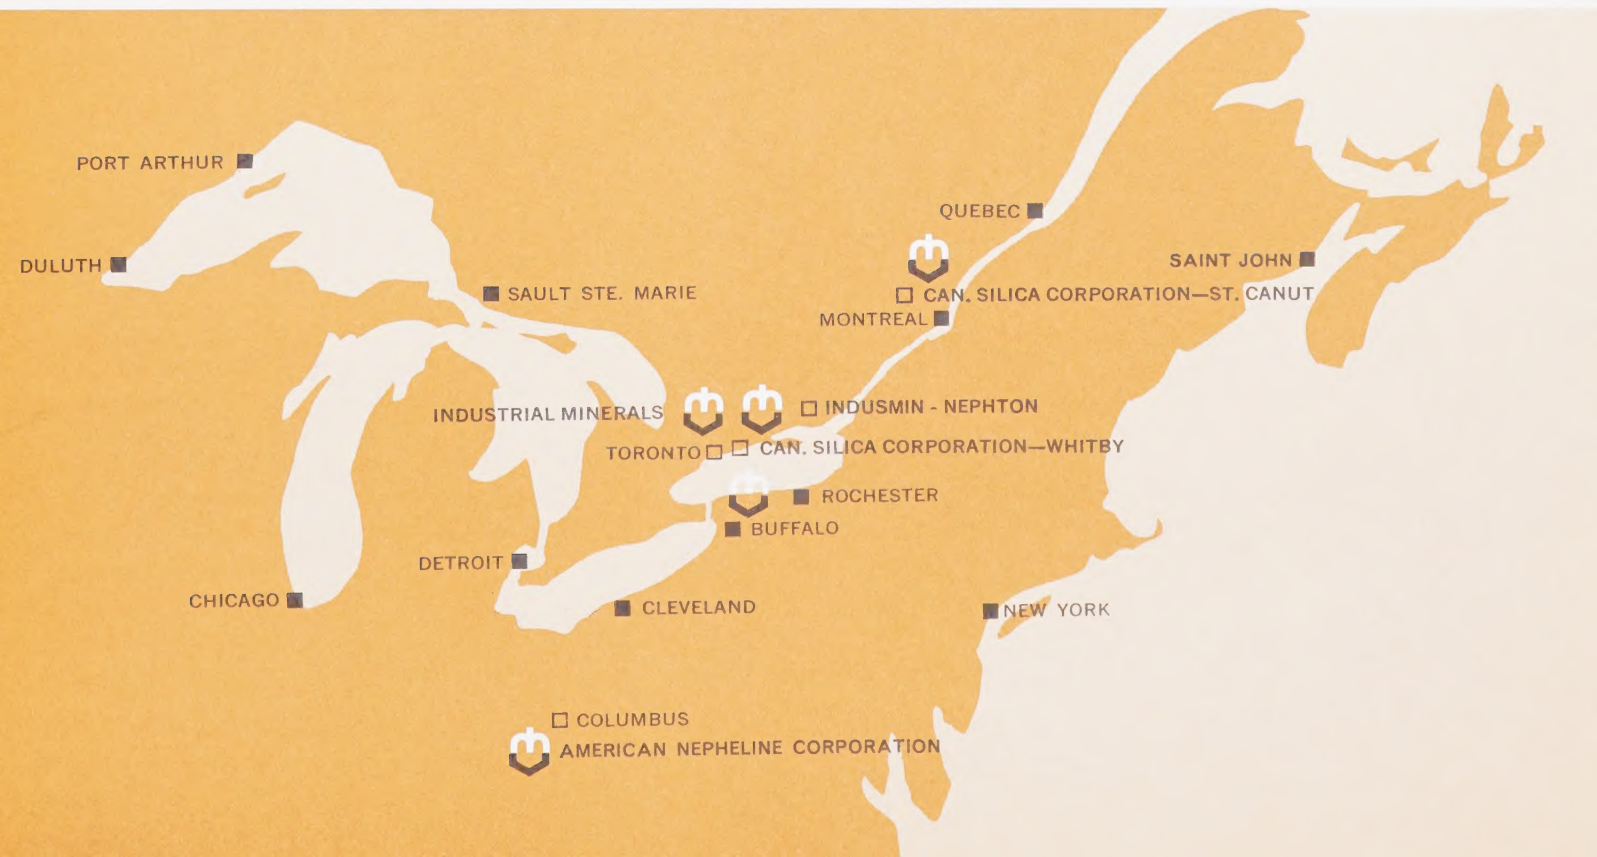 PORT ARTHUR
QUEBEC
DULUTH
SAINT JOHN
SAULT STE. MARIE
CAN. SILICA CORPORATION—ST. CANUT
MONTREAL
INDUSTRIAL MINERALS
INDUSMIN - NEPHTON
TORONTO
CAN. SILICA CORPORATION—WHITBY
ROCHESTER
BUFFALO
DETROIT
CHICAGO
CLEVELAND
NEW YORK
COLUMBUS
AMERICAN NEPHELINE CORPORATION